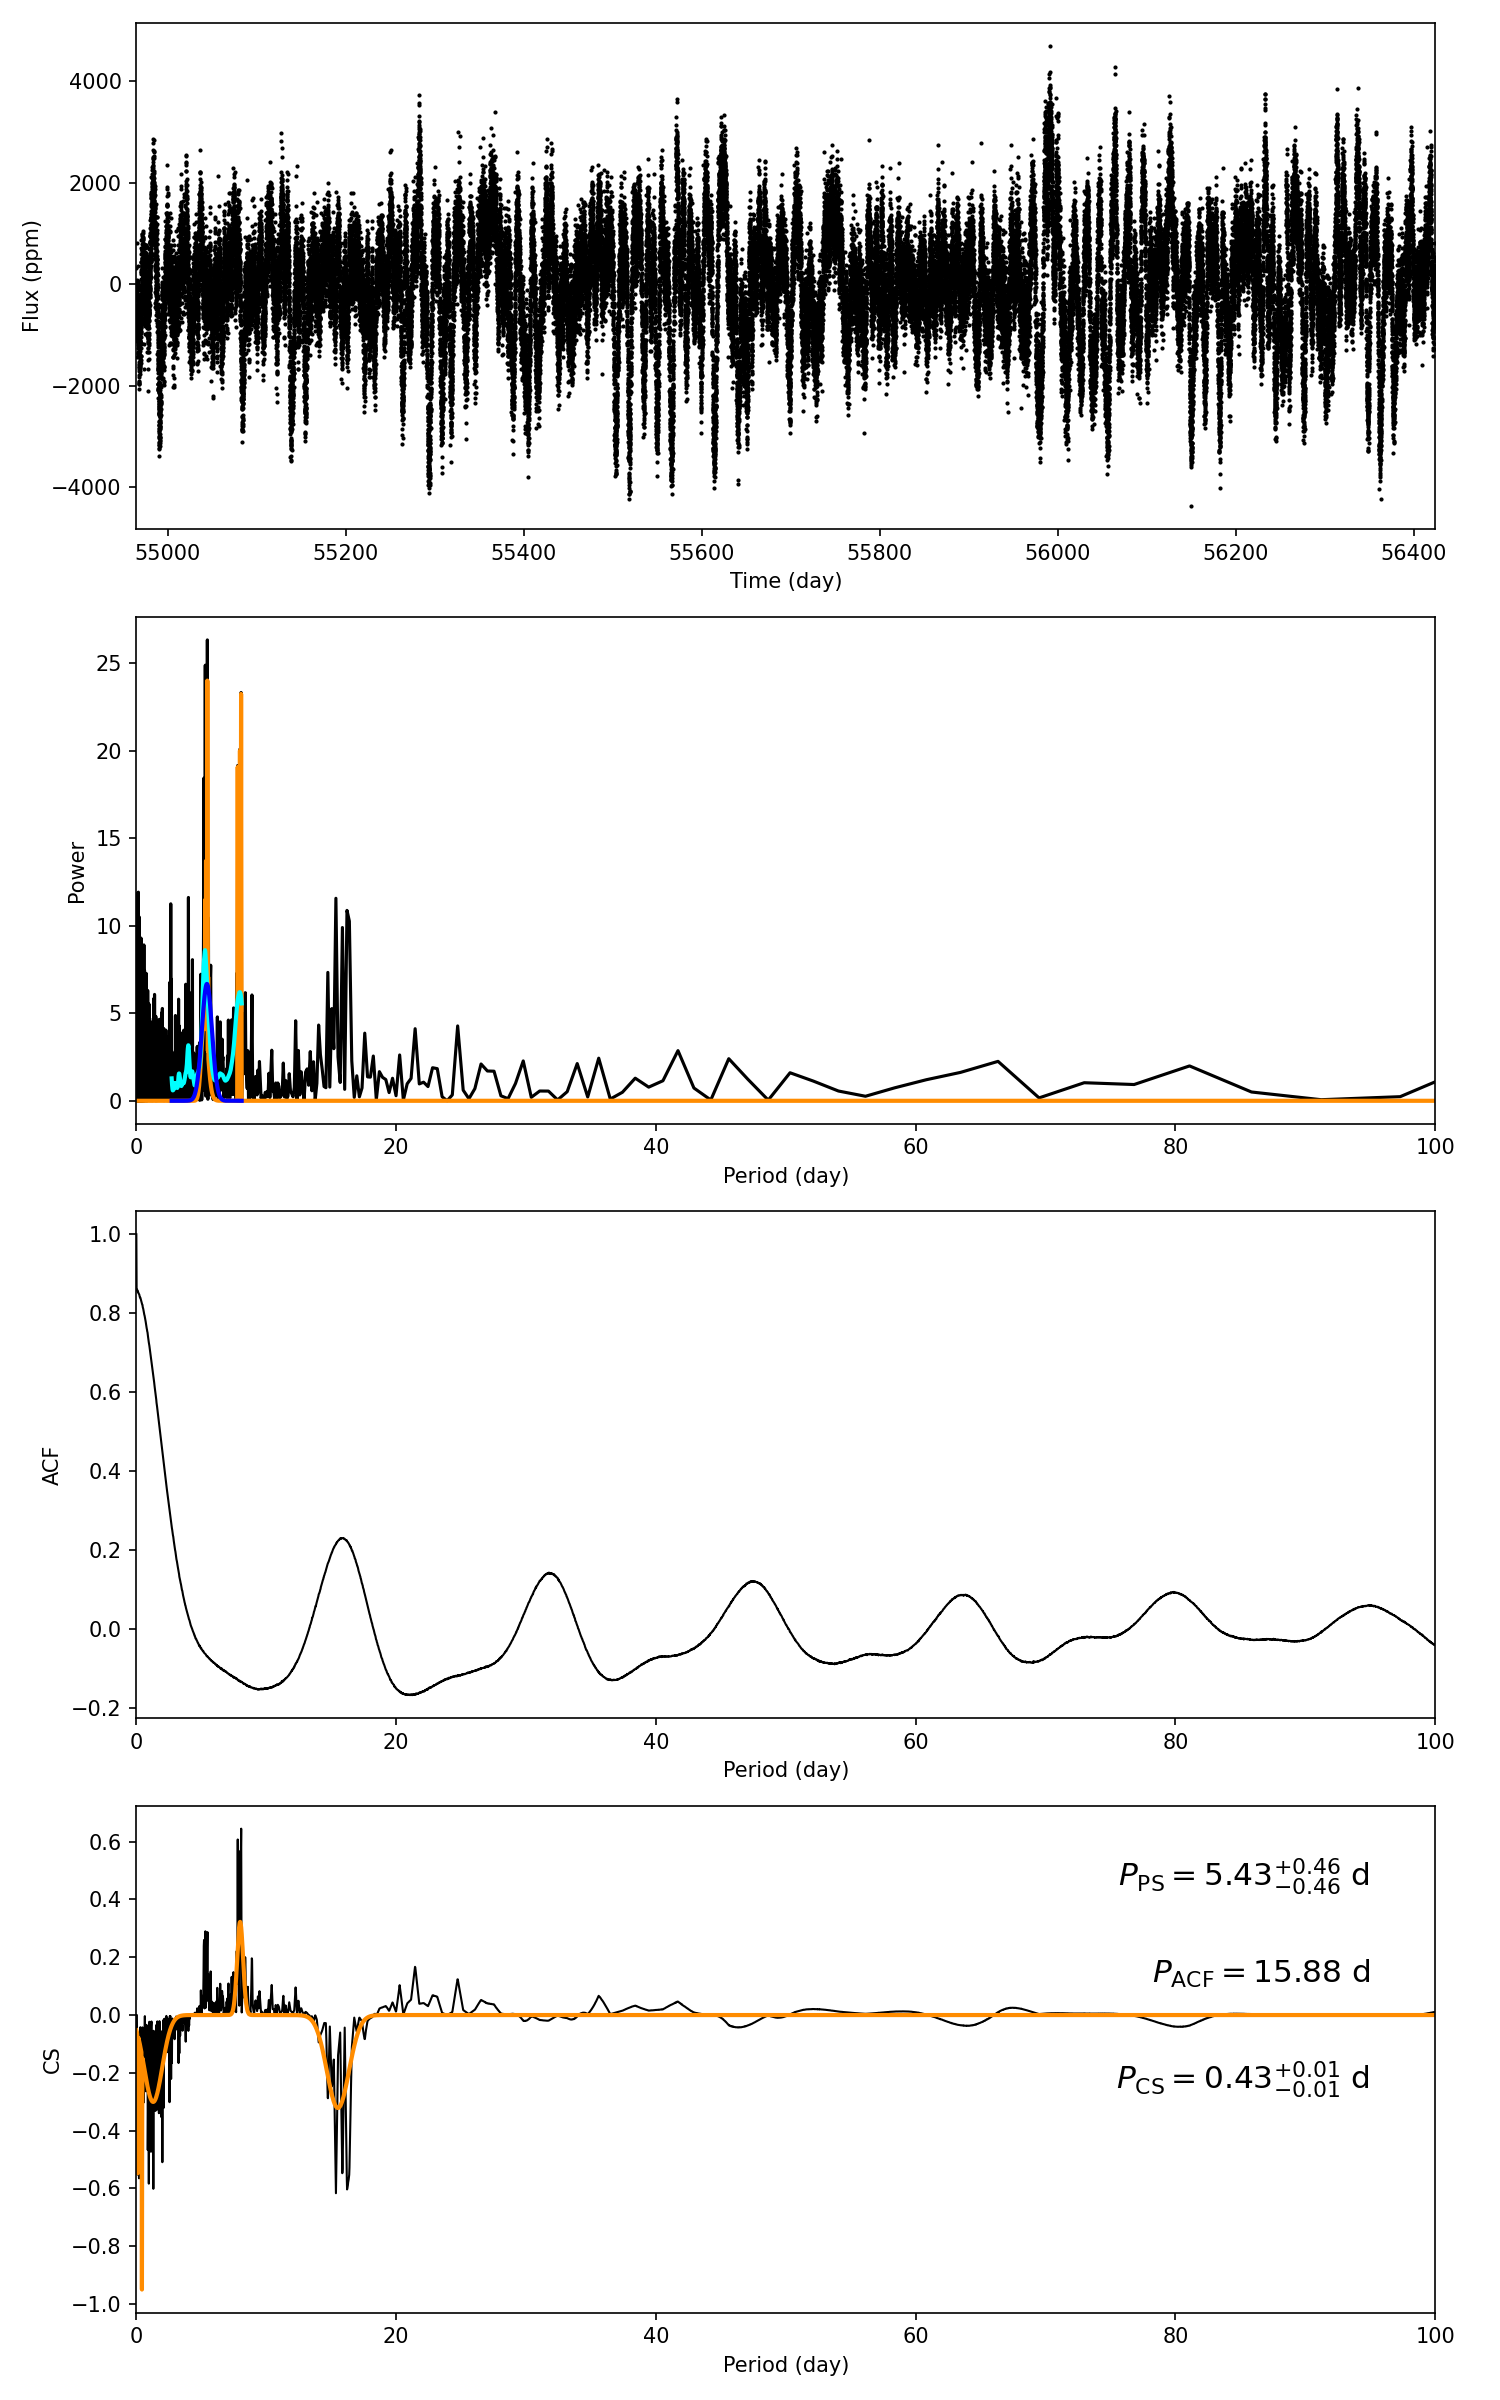 4000
2000
0
−2000
−4000
Flux (ppm)
55000 55200 55400 55600 55800 56000 56200 56400
Time (day)
25
20
15
10
5
0
Power
0 20 40 60 80 100
Period (day)
1.0
0.8
0.6
0.4
0.2
0.0
−0.2
ACF
0 20 40 60 80 100
Period (day)
0.6
0.4
0.2
0.0
−0.2
−0.4
−0.6
−0.8
−1.0
CS
P_PS = 5.43^{+0.46}_{−0.46} d
P_ACF = 15.88 d
P_CS = 0.43^{+0.01}_{−0.01} d
0 20 40 60 80 100
Period (day)